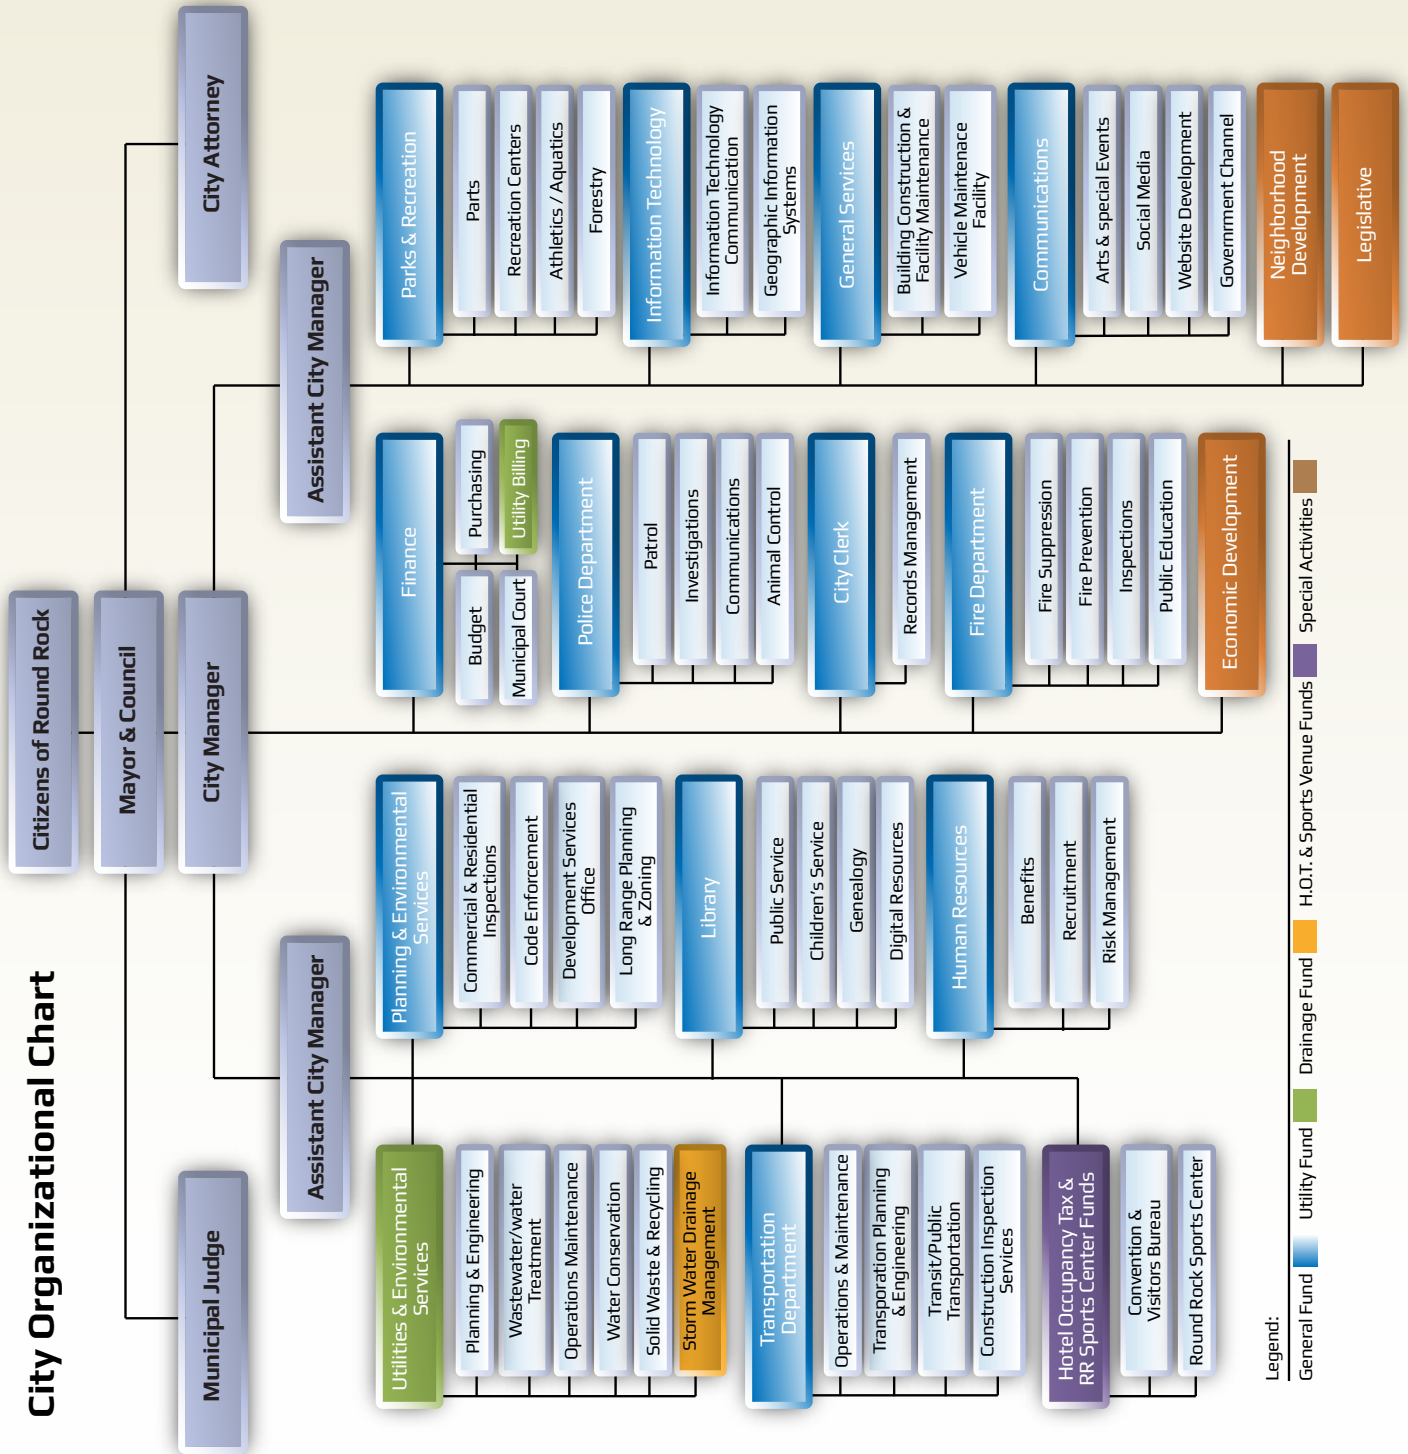 City Organizational Chart
Citizens of Round Rock
Mayor & Council
Municipal Judge
City Manager
City Attorney
Assistant City Manager
Assistant City Manager
Utilities & Environmental
Services
Planning & Engineering
Wastewater/water
Treatment
Operations Maintenance
Water Conservation
Solid Waste & Recycling
Storm Water Drainage
Management
Transportation
Department
Operations & Maintenance
Transporation Planning
& Engineering
Transit/Public
Transportation
Construction Inspection
Services
Hotel Occupancy Tax &
RR Sports Center Funds
Convention &
Visitors Bureau
Round Rock Sports Center
Planning & Environmental
Services
Commercial & Residential
Inspections
Code Enforcement
Development Services
Office
Long Range Planning
& Zoning
Library
Public Service
Children's Service
Genealogy
Digital Resources
Human Resources
Benefits
Recruitment
Risk Management
Finance
Budget
Purchasing
Municipal Court
Utility Billing
Police Department
Patrol
Investigations
Communications
Animal Control
City Clerk
Records Management
Fire Department
Fire Suppression
Fire Prevention
Inspections
Public Education
Economic Development
Parks & Recreation
Parts
Recreation Centers
Athletics / Aquatics
Forestry
Information Technology
Information Technology
Communication
Geographic Information
Systems
General Services
Building Construction &
Facility Maintenance
Vehicle Maintenace
Facility
Communications
Arts & special Events
Social Media
Website Development
Government Channel
Neighborhood
Development
Legislative
Legend:
General Fund
Utility Fund
Drainage Fund
H.O.T. & Sports Venue Funds
Special Activities